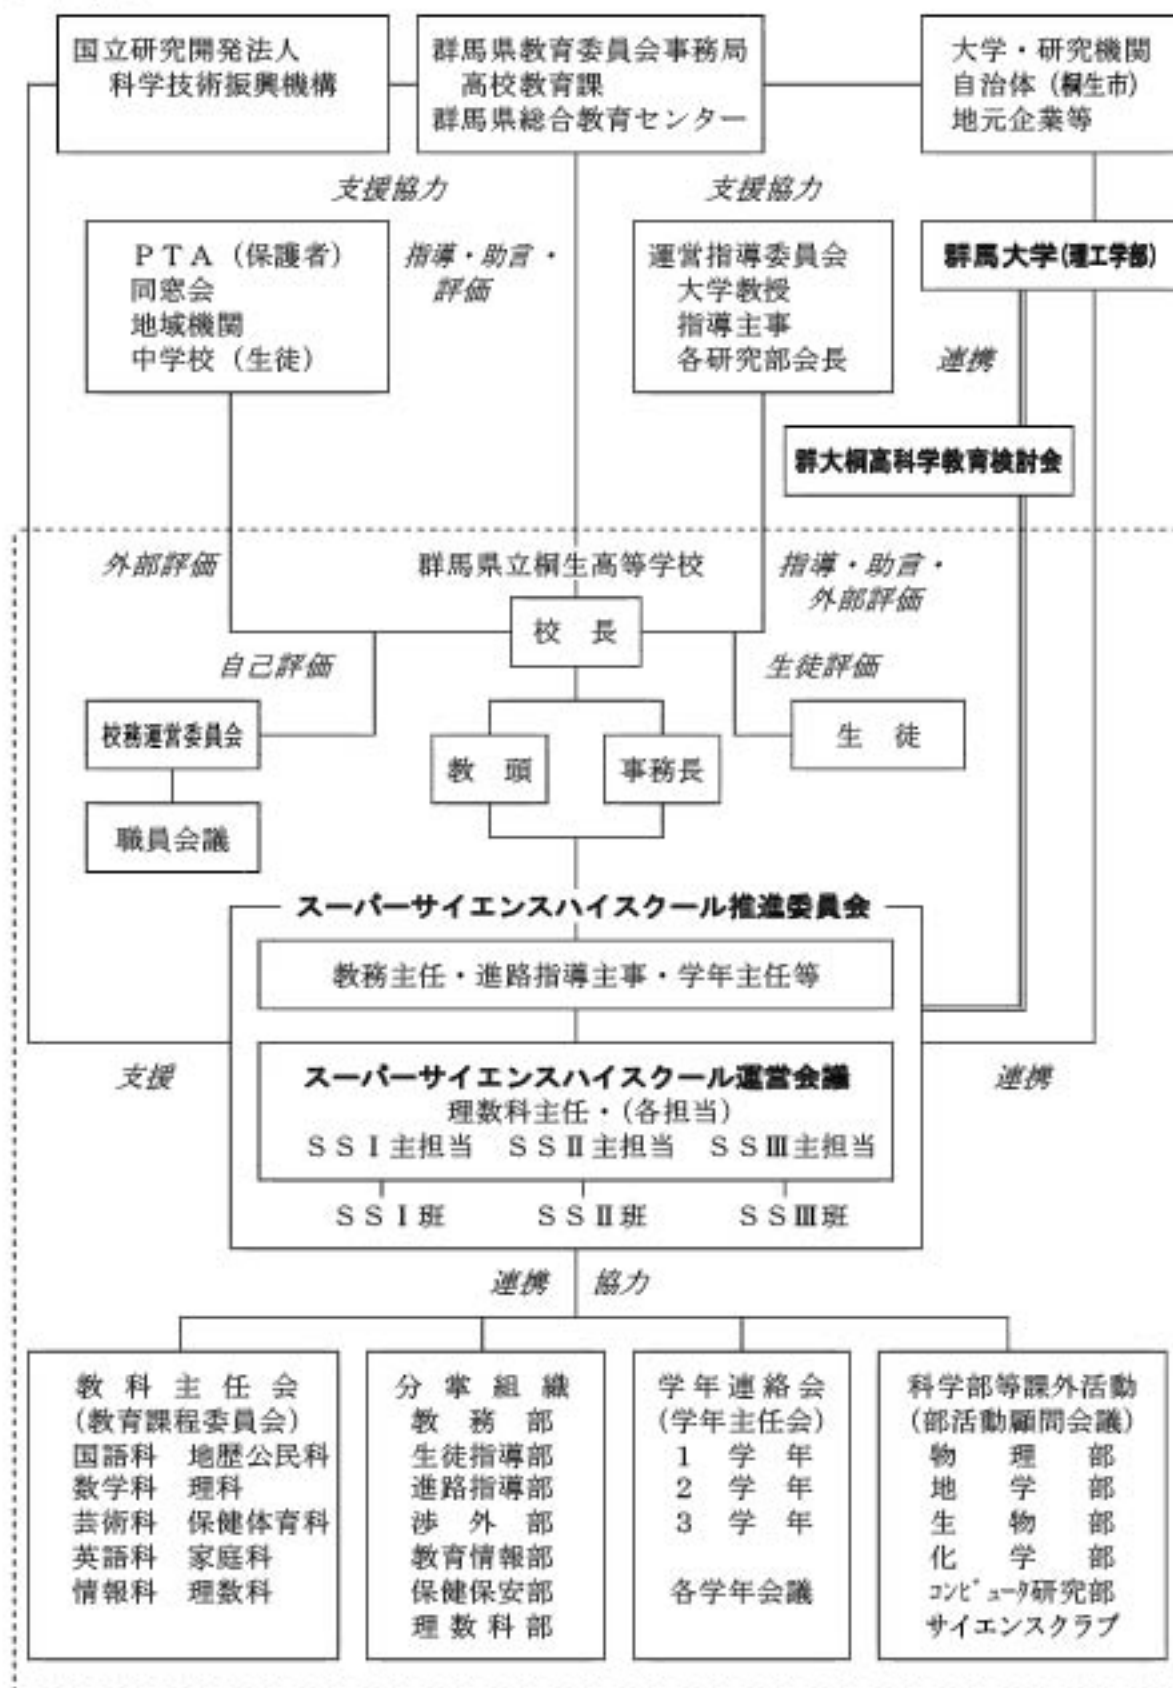 国立研究開発法人
科学技術振興機構
群馬県教育委員会事務局
高校教育課
群馬県総合教育センター
大学・研究機関
自治体(桐生市)
地元企業等
支援協力
支援協力
PTA(保護者)
同窓会
地域機関
中学校(生徒)
指導・助言・
評価
運営指導委員会
大学教授
指導主事
各研究部会長
群馬大学(理工学部)
連携
群大桐高科学教育検討会
外部評価
群馬県立桐生高等学校
指導・助言・
外部評価
校 長
自己評価
生徒評価
校務運営委員会
教 頭
事務長
生 徒
職員会議
スーパーサイエンスハイスクール推進委員会
教務主任・進路指導主事・学年主任等
支援
連携
スーパーサイエンスハイスクール運営会議
理数科主任・(各担当)
SSⅠ主担当 SSⅡ主担当 SSⅢ主担当
SSⅠ班 SSⅡ班 SSⅢ班
連携 協力
教科主任会
(教育課程委員会)
国語科 地歴公民科
数学科 理科
芸術科 保健体育科
英語科 家庭科
情報科 理数科
分掌組織
教務部
生徒指導部
進路指導部
渉外部
教育情報部
保健保安部
理数科部
学年連絡会
(学年主任会)
1学年
2学年
3学年
各学年会議
科学部等課外活動
(部活動顧問会議)
物理部
地学部
生物部
化学部
コンピュータ研究部
サイエンスクラブ